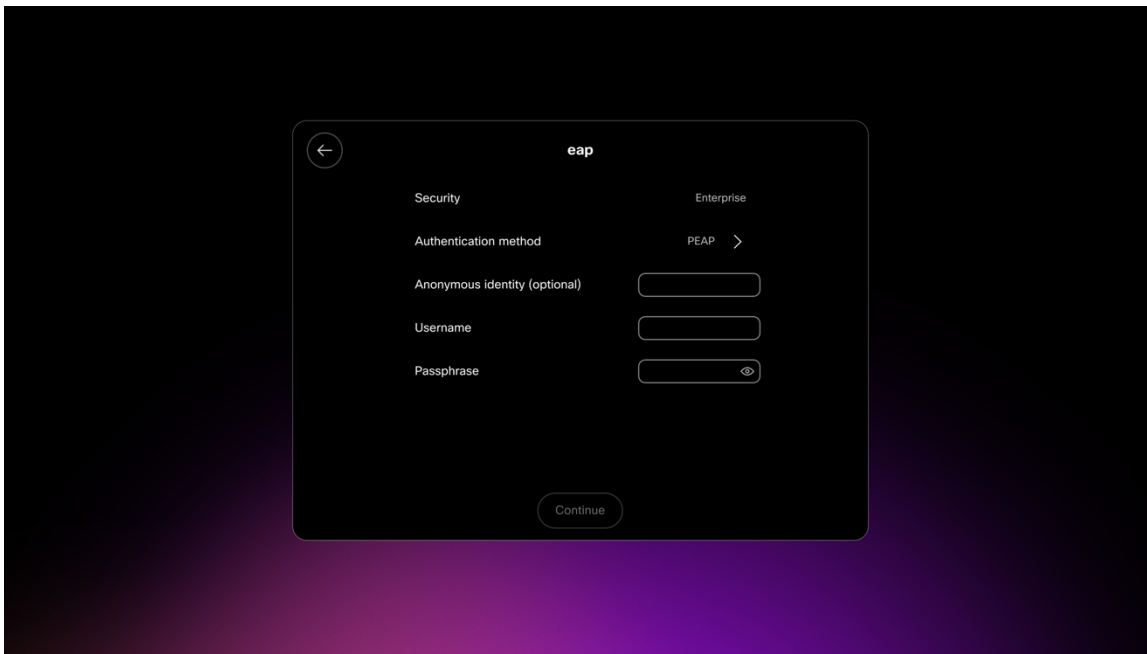 eap
Security Enterprise
Authentication method PEAP
Anonymous identity (optional)
Username
Passphrase
Continue